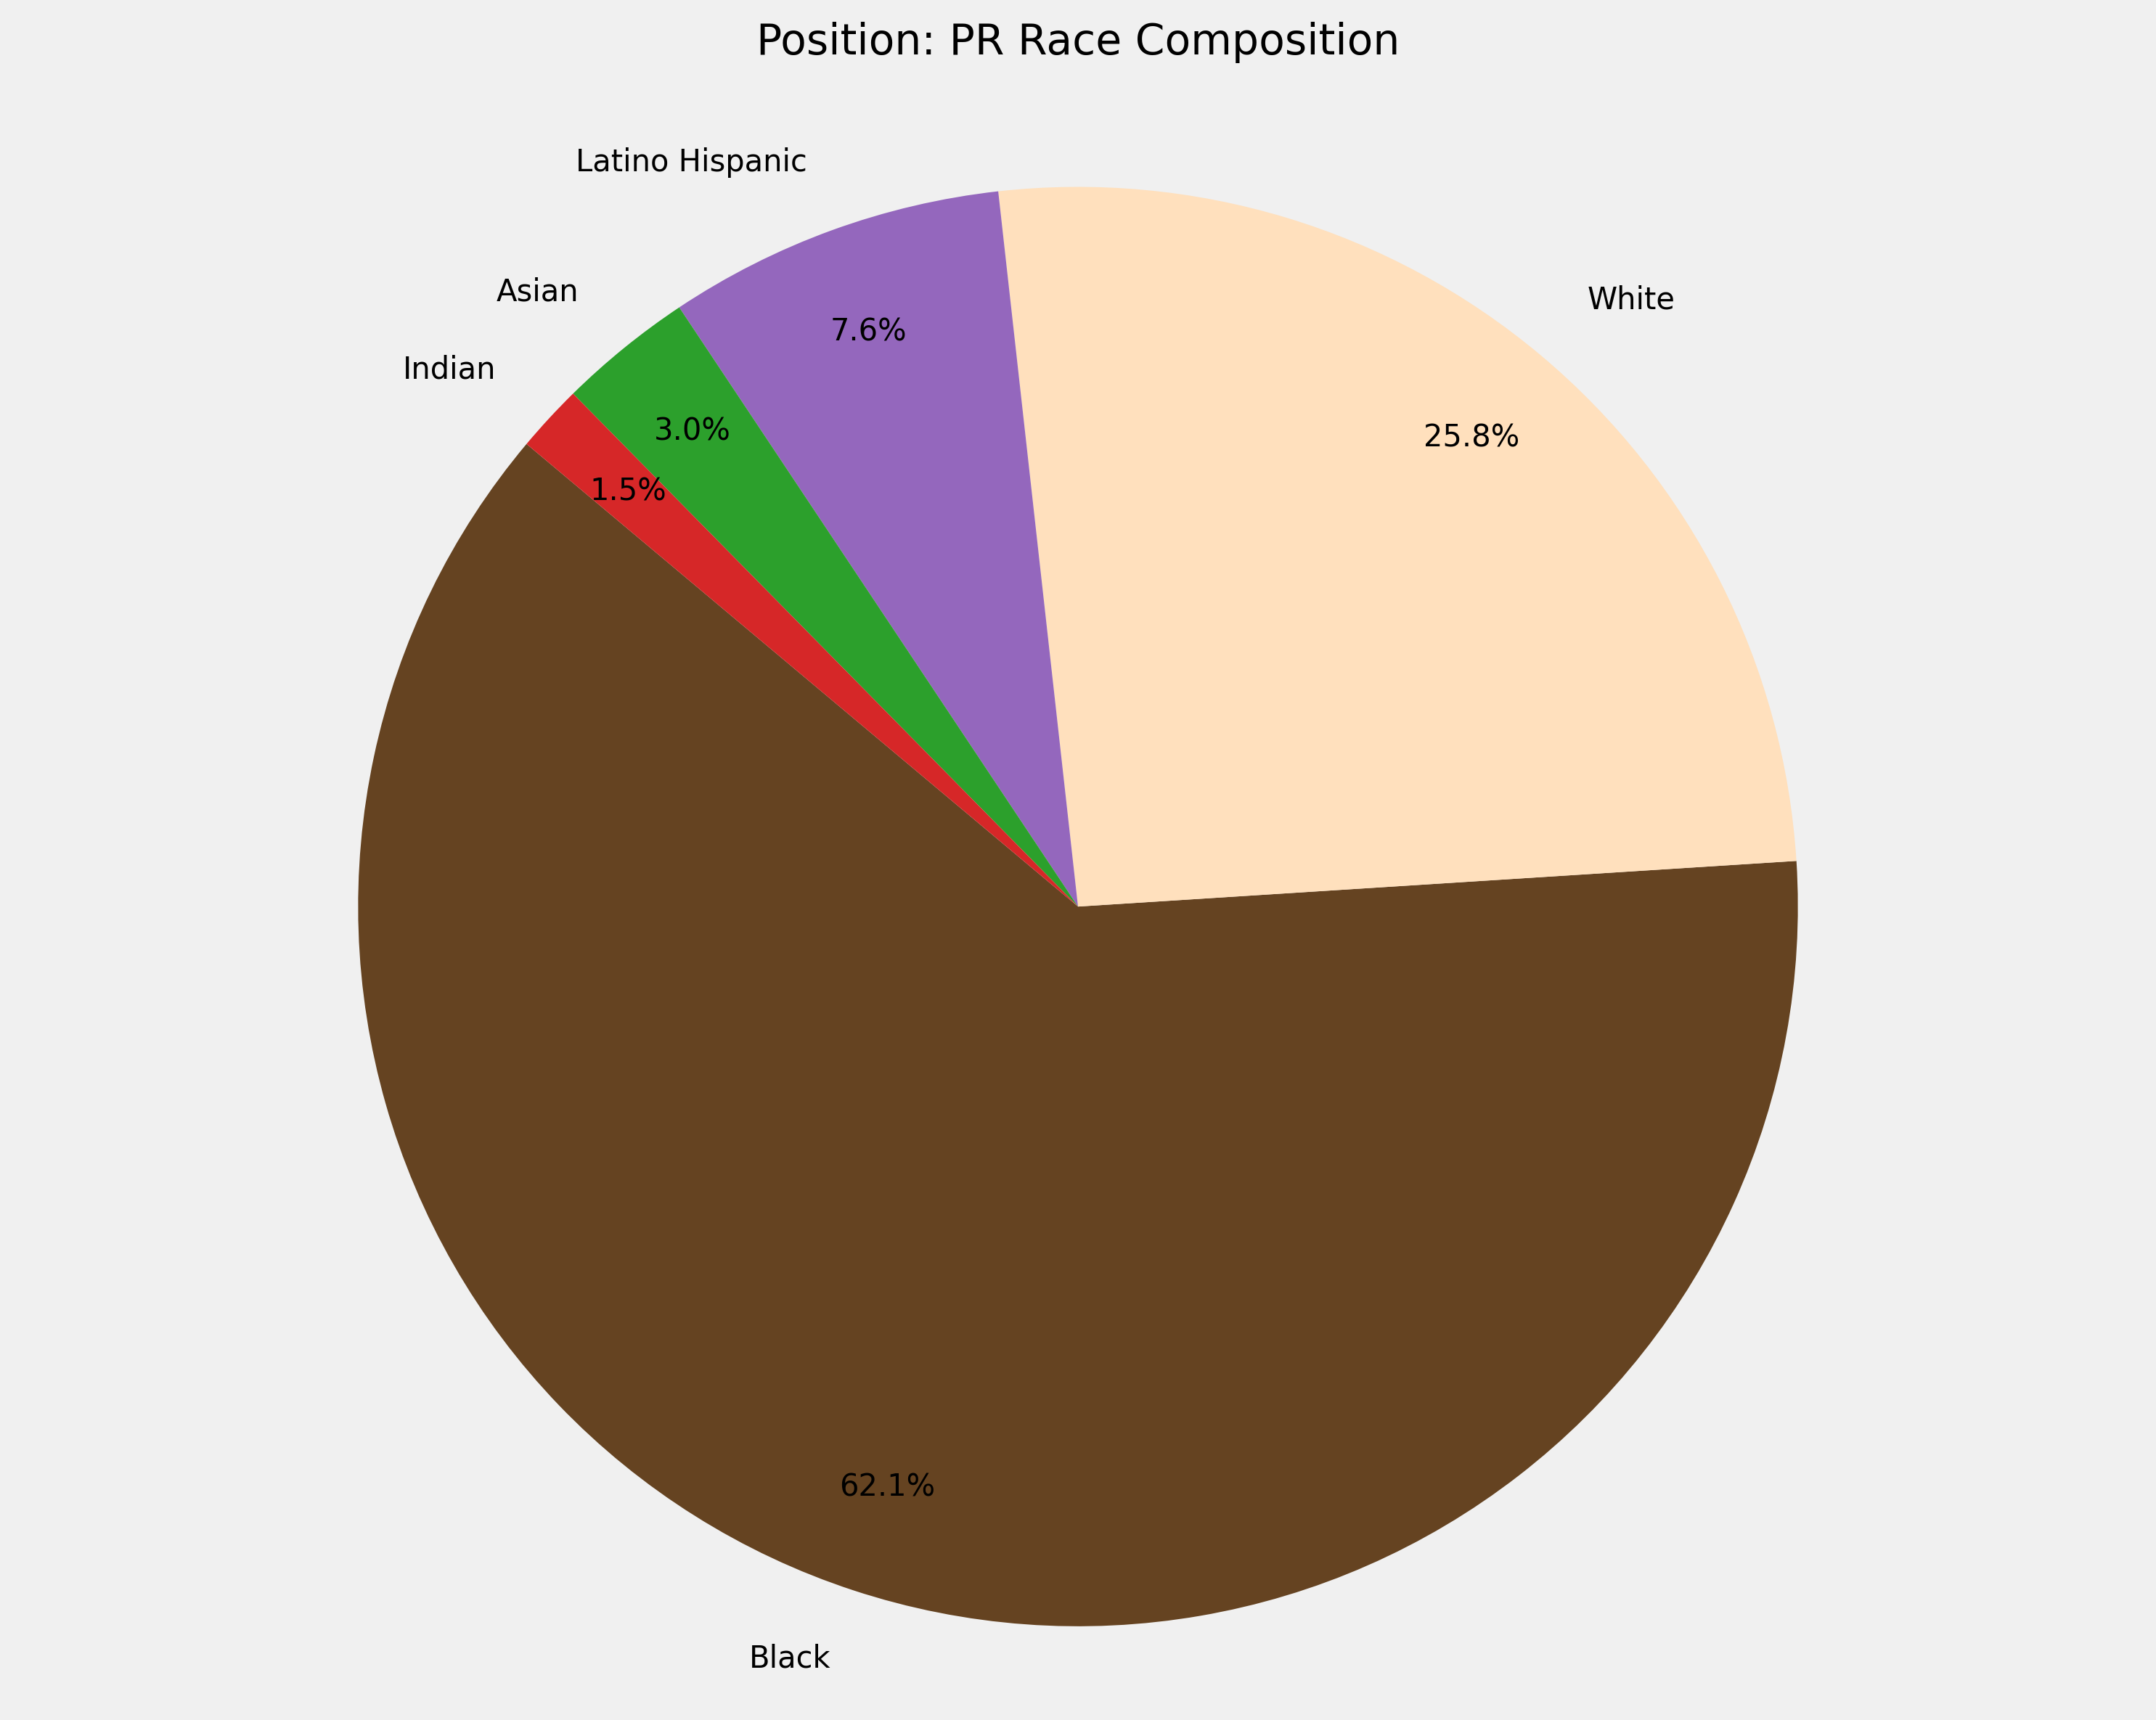 Position: PR Race Composition
Latino Hispanic
Asian
White
Indian
7.6%
3.0%
25.8%
1.5%
62.1%
Black